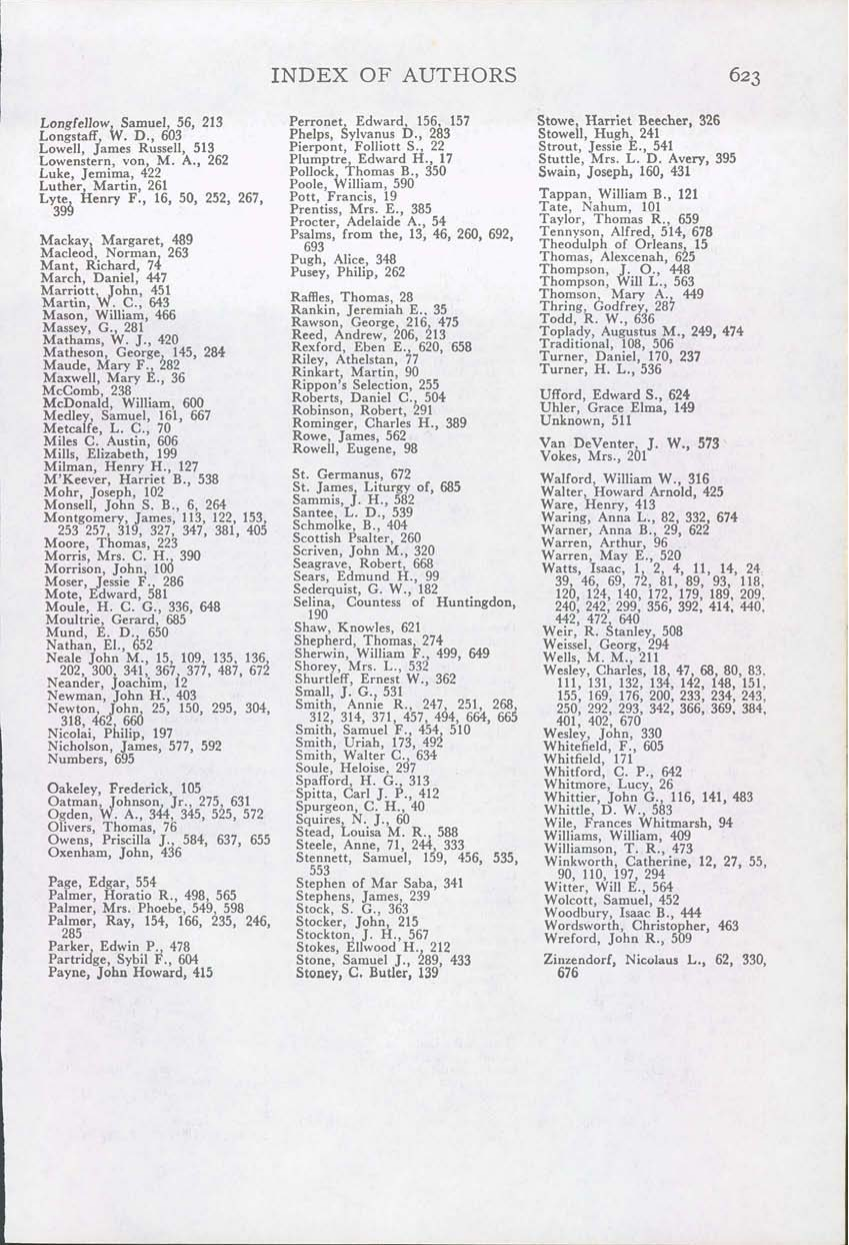 INDEX OF AUTHORS 623
Longfellow, Samuel, 56, 213
Longstaff, W. D., 603
Lowell, James Russell, 513
Lowenstern, von, M. A., 262
Luke, Jemima, 422
Luther, Martin, 261
Lyte, Henry F., 16, 50, 252, 267,
399
Mackay, Margaret, 489
Macleod, Norman, 263
Mant, Richard, 74
March, Daniel, 447
Marriott, John, 451
Martin, W. C., 643
Mason, William, 466
Massey, G., 281
Mathams, W. J., 420
Matheson, George, 145, 284
Maude, Mary F., 282
Maxwell, Mary E., 36
McComb, 238
McDonald, William, 600
Medley, Samuel, 161, 667
Metcalfe, L. C., 70
Miles C. Austin, 606
Mills, Elizabeth, 199
Milman, Henry H., 127
M'Keever, Harriet B., 538
Mohr, Joseph, 102
Monsell, John S. B., 6, 264
Montgomery, James, 113, 122, 153,
253 257, 319, 327, 347, 381, 405
Moore, Thomas, 223
Morris, Mrs. C. H., 390
Morrison, John, 100
Moser, Jessie F., 286
Mote, Edward, 581
Moule, H. C. G., 336, 648
Moultrie, Gerard, 685
Mund, E. D., 650
Nathan, El., 652
Neale John M., 15, 109, 135, 136,
202, 300, 341, 367, 377, 487, 672
Neander, Joachim, 12
Newman, John H., 403
Newton, John, 25, 150, 295, 304,
318, 462, 660
Nicolai, Philip, 197
Nicholson, James, 577, 592
Numbers, 695
Oakeley, Frederick, 105
Oatman, Johnson, Jr., 275, 631
Ogden, W. A., 344, 345, 525, 572
Olivers, Thomas, 76
Owens, Priscilla J., 584, 637, 655
Oxenham, John, 436
Page, Edgar, 554
Palmer, Horatio R., 498, 565
Palmer, Mrs. Phoebe, 549, 598
Palmer, Ray, 154, 166, 235, 246,
285
Parker, Edwin P., 478
Partridge, Sybil F., 604
Payne, John Howard, 415
Perronet, Edward, 156, 157
Phelps, Sylvanus D., 283
Pierpont, Folliott S., 22
Plumptre, Edward H., 17
Pollock, Thomas B., 350
Poole, William, 590
Pott, Francis, 19
Prentiss, Mrs. E., 385
Procter, Adelaide A., 54
Psalms, from the, 13, 46, 260, 692,
693
Pugh, Alice, 348
Pusey, Philip, 262
Raffles, Thomas, 28
Rankin, Jeremiah E., 35
Rawson, George, 216, 475
Reed, Andrew, 206, 213
Rexford, Eben E., 620, 658
Riley, Athelstan, 77
Rinkart, Martin, 90
Rippon's Selection, 255
Roberts, Daniel C., 504
Robinson, Robert, 291
Rominger, Charles H., 389
Rowe, James, 562
Rowell, Eugene, 98
St. Germanus, 672
St. James, Liturgy of, 685
Sammis, J. H., 582
Santee, L. D., 539
Schmolke, B., 404
Scottish Psalter, 260
Scriven, John M., 320
Seagrave, Robert, 668
Sears, Edmund H., 99
Sederquist, G. W., 182
Selina, Countess of Huntingdon,
190
Shaw, Knowles, 621
Shepherd, Thomas, 274
Sherwin, William F., 499, 649
Shorey, Mrs. L., 532
Shurtleff, Ernest W., 362
Small, J. G., 531
Smith, Annie R., 247, 251, 268,
312, 314, 371, 457, 494, 664, 665
Smith, Samuel F., 454, 510
Smith, Uriah, 173, 492
Smith, Walter C., 634
Soule, Heloise, 297
Spafford, H. G., 313
Spitta, Carl J. P., 412
Spurgeon, C. H., 40
Squires, N. J., 60
Stead, Louisa M. R., 588
Steele, Anne, 71, 244, 333
Stennett, Samuel, 159, 456, 535,
553
Stephen of Mar Saba, 341
Stephens, James, 239
Stock, S. G., 363
Stocker, John, 215
Stockton, J. H., 567
Stokes, Ellwood H., 212
Stone, Samuel J., 289, 433
Stoney, C. Butler, 139
Stowe, Harriet Beecher, 326
Stowell, Hugh, 241
Strout, Jessie E., 541
Stuttle, Mrs. L. D. Avery, 395
Swain, Joseph, 160, 431
Tappan, William B., 121
Tate, Nahum, 101
Taylor, Thomas R., 659
Tennyson, Alfred, 514, 678
Theodulph of Orleans, 15
Thomas, Alexcenah, 625
Thompson, J. O., 448
Thompson, Will L., 563
Thomson, Mary A., 449
Thring, Godfrey, 287
Todd, R. W., 636
Toplady, Augustus M., 249, 474
Traditional, 108, 506
Turner, Daniel, 170, 237
Turner, H. L., 536
Ufford, Edward S., 624
Uhler, Grace Elma, 149
Unknown, 511
Van DeVenter, J. W., 573
Vokes, Mrs., 201
Walford, William W., 316
Walter, Howard Arnold, 425
Ware, Henry, 413
Waring, Anna L., 82, 332, 674
Warner, Anna B., 29, 622
Warren, Arthur, 96
Warren, May E., 520
Watts, Isaac, 1, 2, 4, 11, 14, 24
39, 46, 69, 72, 81, 89, 93, 118,
120, 124, 140, 172, 179, 189, 209,
240, 242, 299, 356, 392, 414, 440,
442, 472, 640
Weir, R. Stanley, 508
Weissel, Georg, 294
Wells, M. M., 211
Wesley, Charles, 18, 47, 68, 80, 83,
111, 131, 132, 134, 142, 148, 151,
155, 169, 176, 200, 233, 234, 243,
250, 292, 293, 342, 366, 369, 384,
401, 402, 670
Wesley, John, 330
Whitefield, F., 605
Whitfield, 171
Whitford, C. P., 642
Whitmore, Lucy, 26
Whittier, John G., 116, 141, 483
Whittle, D. W., 583
Wile, Frances Whitmarsh, 94
Williams, William, 409
Williamson, T. R., 473
Winkworth, Catherine, 12, 27, 55,
90, 110, 197, 294
Witter, Will E., 564
Wolcott, Samuel, 452
Woodbury, Isaac B., 444
Wordsworth, Christopher, 463
Wreford, John R., 509
Zinzendorf, Nicolaus L., 62, 330,
676